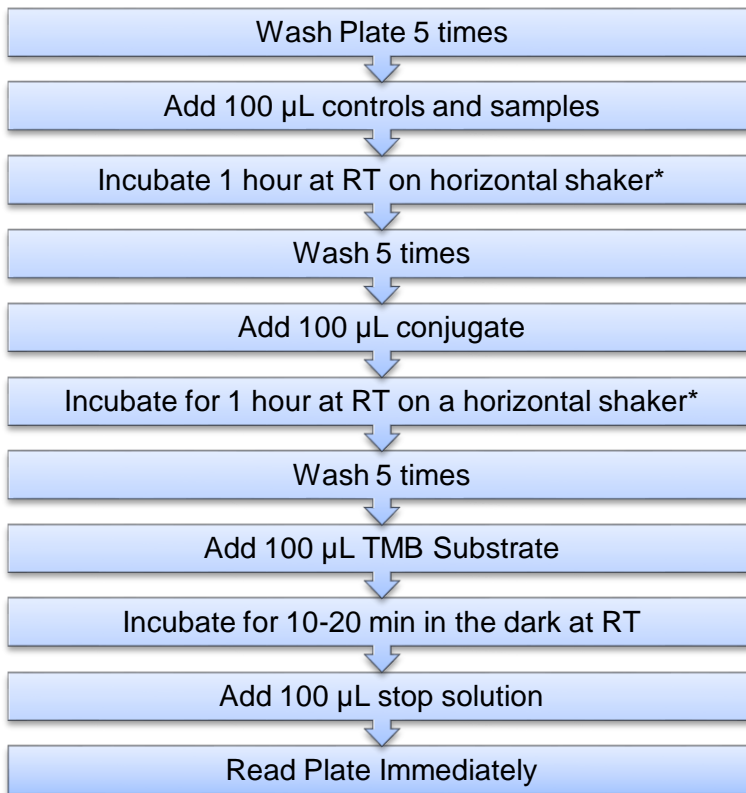 Wash Plate 5 times
Add 100 µL controls and samples
Incubate 1 hour at RT on horizontal shaker*
Wash 5 times
Add 100 µL conjugate
Incubate for 1 hour at RT on a horizontal shaker*
Wash 5 times
Add 100 µL TMB Substrate
Incubate for 10-20 min in the dark at RT
Add 100 µL stop solution
Read Plate Immediately